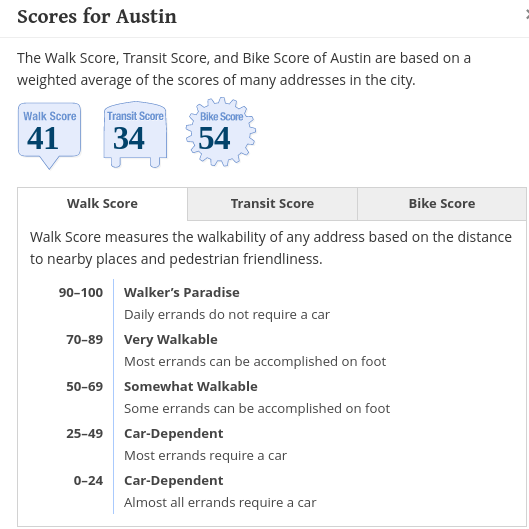 Scores for Austin
The Walk Score, Transit Score, and Bike Score of Austin are based on a
weighted average of the scores of many addresses in the city.
Walk Score Transit Score Bike Score
41 34 54
Walk Score Transit Score Bike Score
Walk Score measures the walkability of any address based on the distance
to nearby places and pedestrian friendliness.
90–100 Walker’s Paradise
Daily errands do not require a car
70–89 Very Walkable
Most errands can be accomplished on foot
50–69 Somewhat Walkable
Some errands can be accomplished on foot
25–49 Car-Dependent
Most errands require a car
0–24 Car-Dependent
Almost all errands require a car